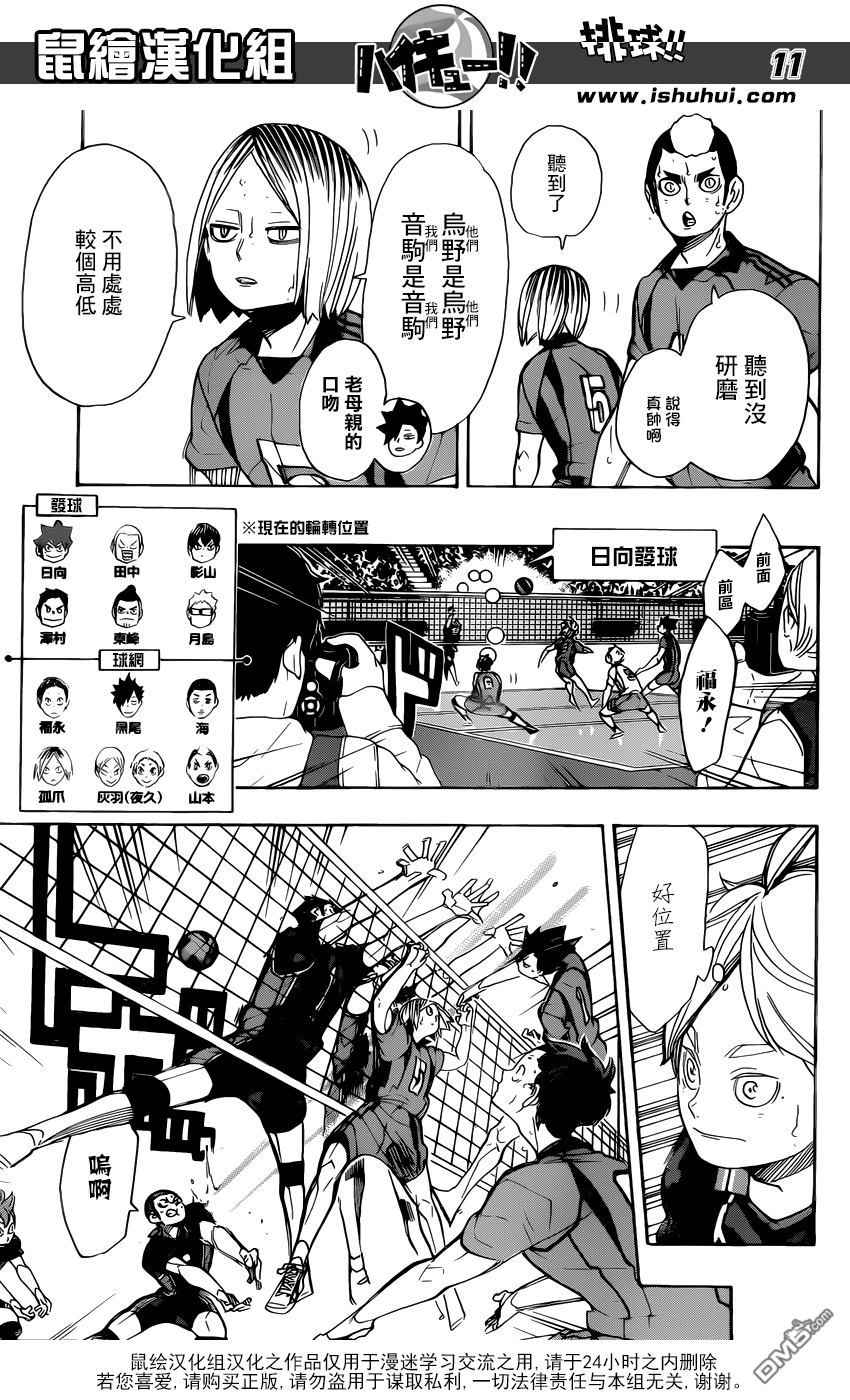 鼠繪漢化組
ハイキュー!!
排球!!
11
www.ishuhui.com
聽到了
聽到沒
研磨
說得
真帥啊
烏野是烏野
他們
他們
音駒是音駒
我們
我們
老母親的
口吻
不用處處
較個高低
發球
日向
田中
影山
澤村
東峰
月島
球網
福永
黑尾
海
孤爪
灰羽(夜久)
山本
※現在的輪轉位置
日向發球
前面
前區
福永!
ド
好位置
嗚啊
鼠绘汉化组汉化之作品仅用于漫迷学习交流之用, 请于24小时之内删除
若您喜爱, 请购买正版, 请勿盗用于谋取私利, 一切法律责任与本组无关, 谢谢.
DM5.com